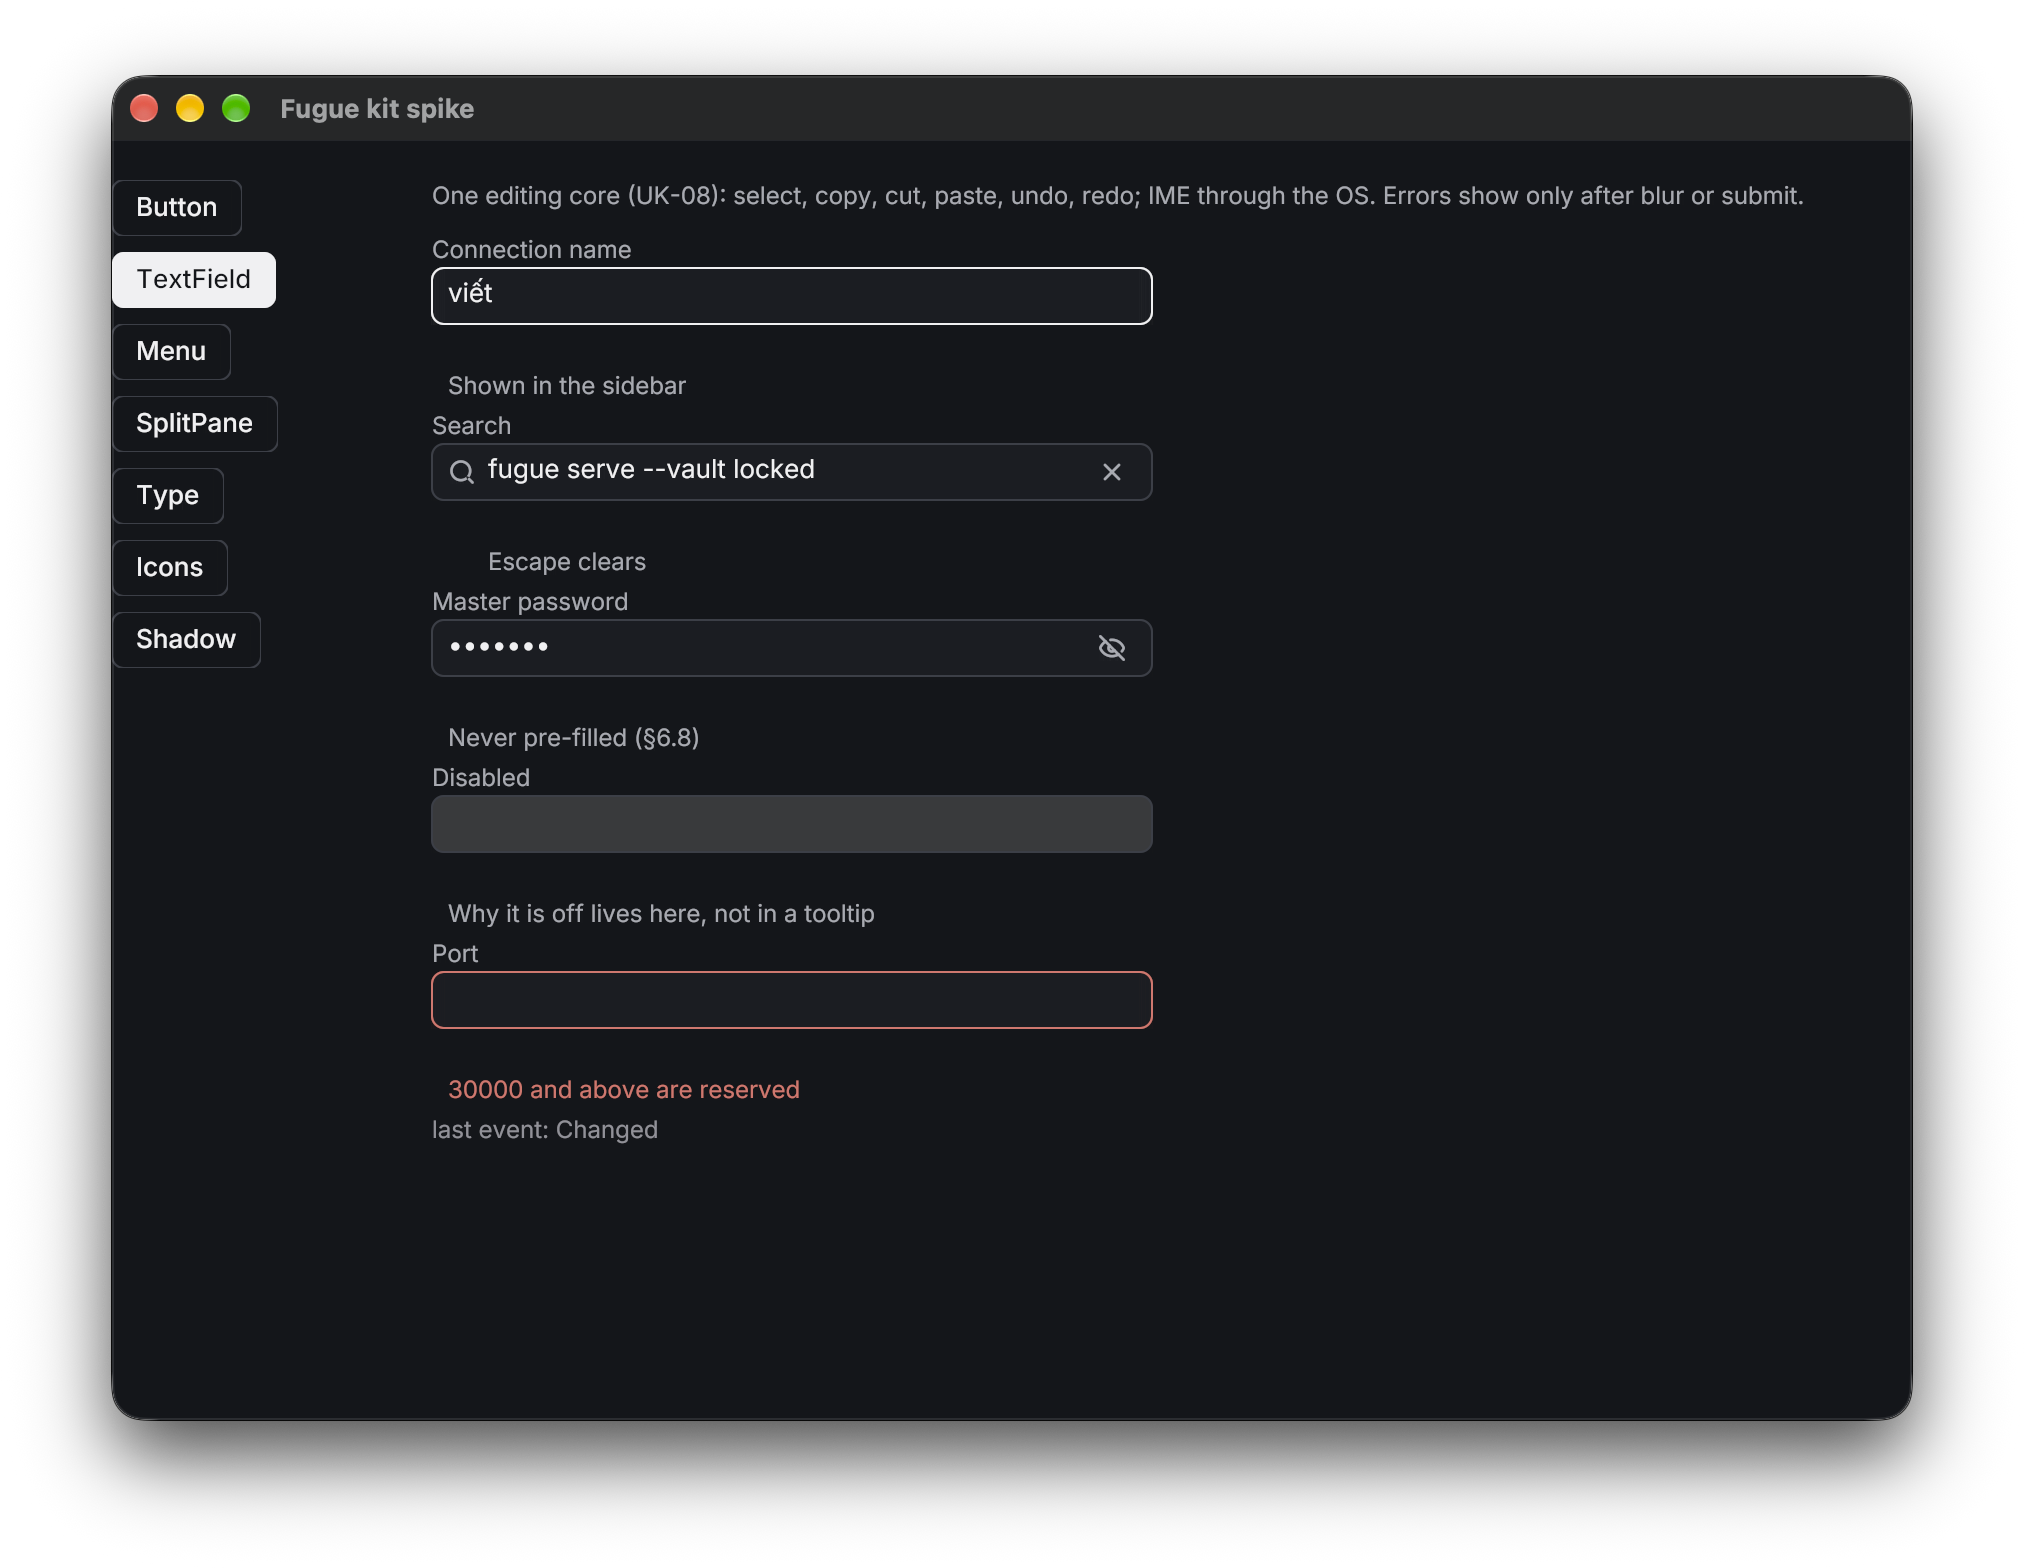 Fugue kit spike
Button
TextField
Menu
SplitPane
Type
Icons
Shadow
One editing core (UK-08): select, copy, cut, paste, undo, redo; IME through the OS. Errors show only after blur or submit.
Connection name
viết
Shown in the sidebar
Search
fugue serve --vault locked
Escape clears
Master password
•••••••
Never pre-filled (§6.8)
Disabled
Why it is off lives here, not in a tooltip
Port
30000 and above are reserved
last event: Changed